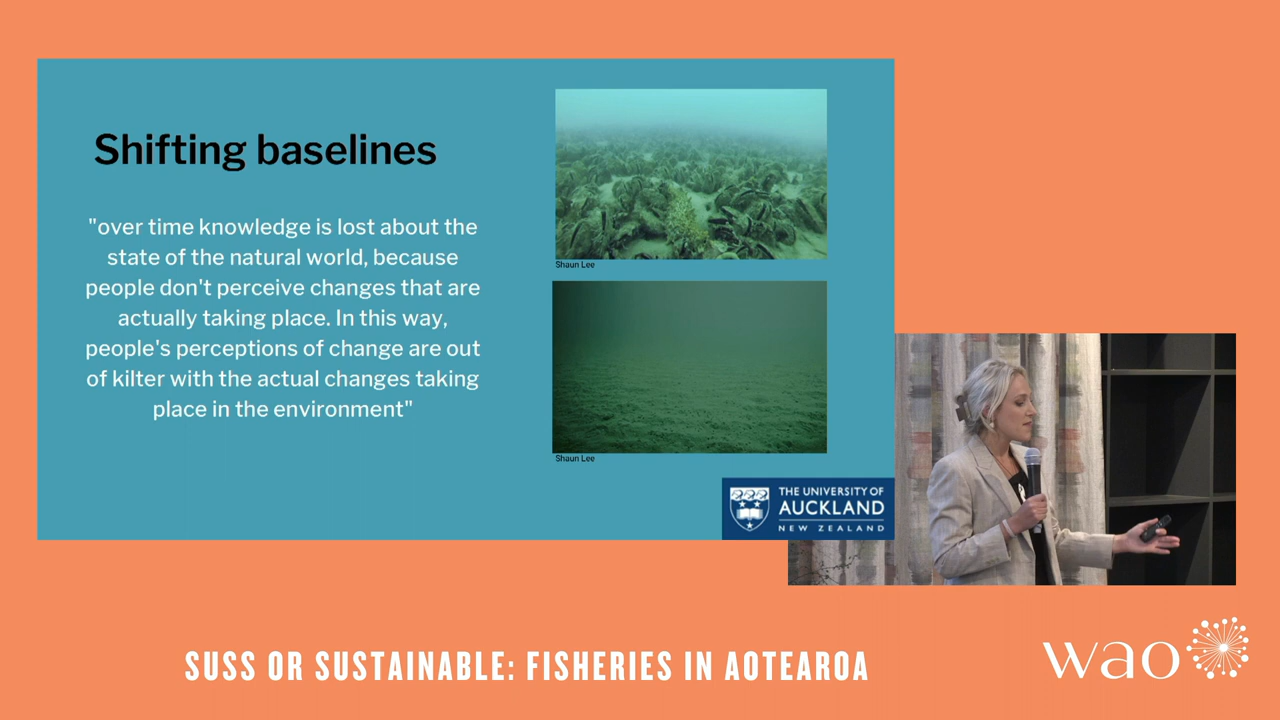 Shifting baselines
"over time knowledge is lost about the
state of the natural world, because
people don't perceive changes that are
actually taking place. In this way,
people's perceptions of change are out
of kilter with the actual changes taking
place in the environment"
Shaun Lee
Shaun Lee
THE UNIVERSITY OF
AUCKLAND
NEW ZEALAND
SUSS OR SUSTAINABLE: FISHERIES IN AOTEAROA
wao